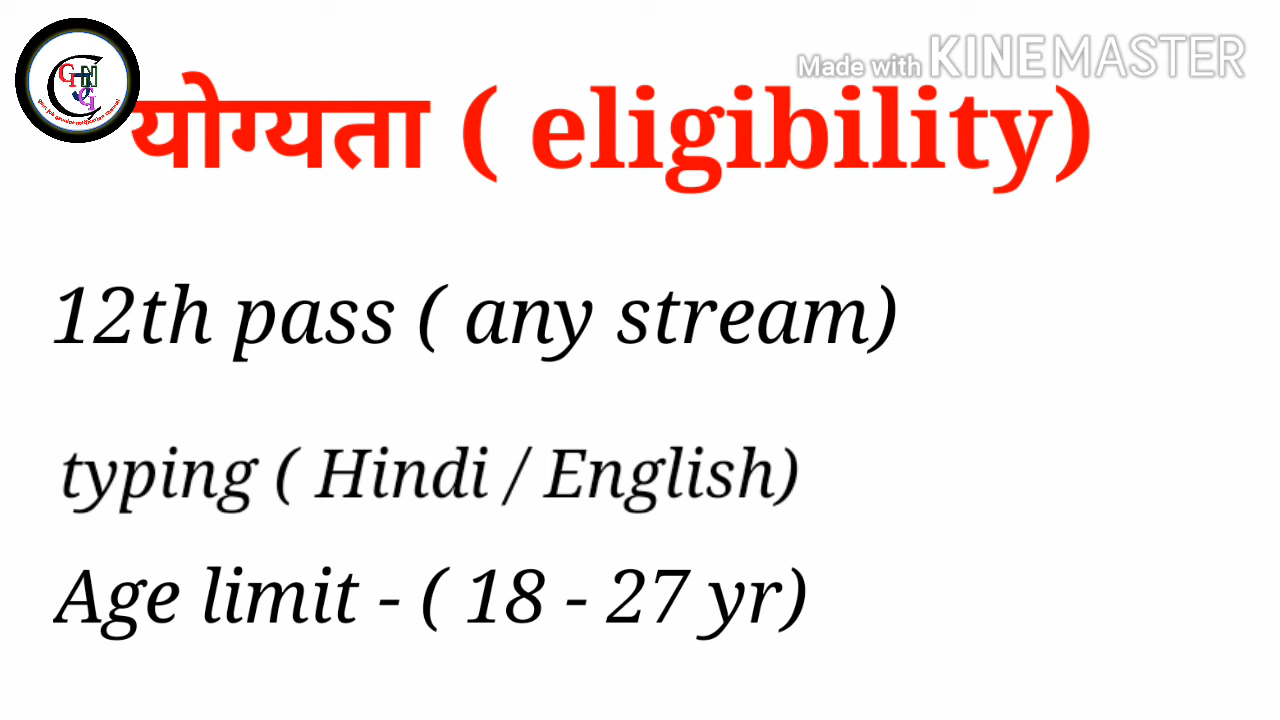 Made with KINEMASTER
योग्यता ( eligibility)
12th pass ( any stream)
typing ( Hindi / English)
Age limit - ( 18 - 27 yr)